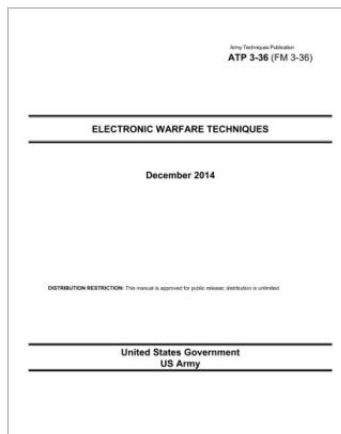 Army Techniques Publication
ATP 3-36 (FM 3-36)
ELECTRONIC WARFARE TECHNIQUES
December 2014
DISTRIBUTION RESTRICTION: This manual is approved for public release; distribution is unlimited.
United States Government
US Army